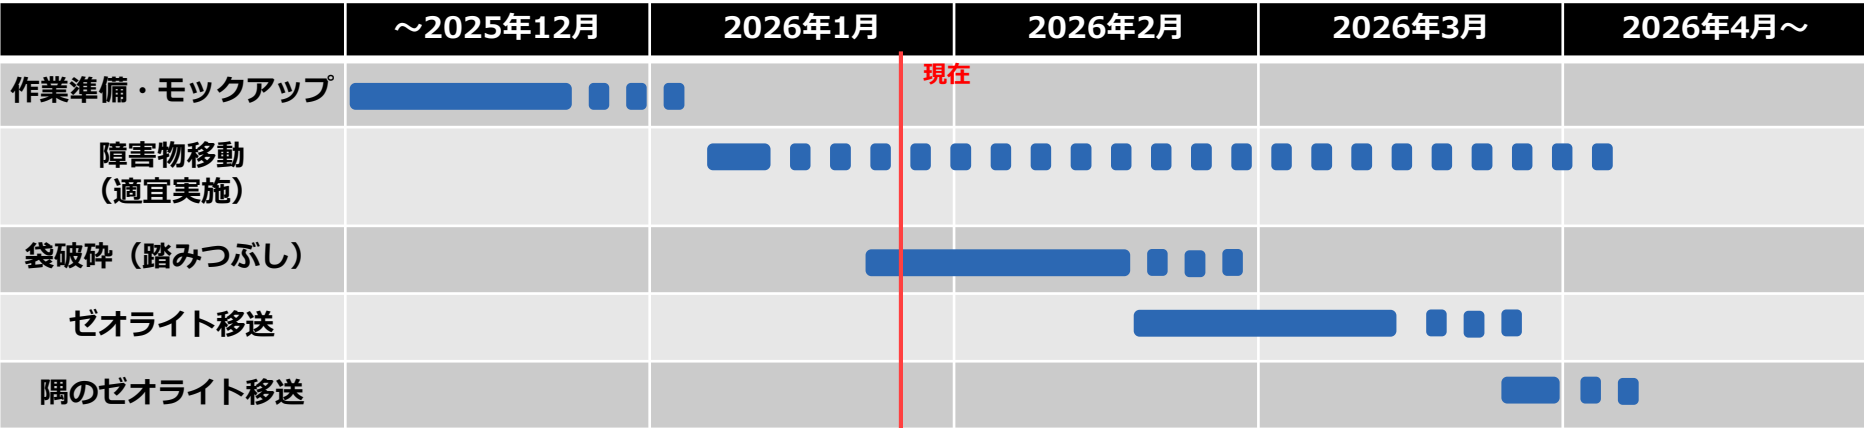 ～2025年12月
2026年1月
2026年2月
2026年3月
2026年4月～
現在
作業準備・モックアップ
障害物移動
（適宜実施）
袋破砕（踏みつぶし）
ゼオライト移送
隅のゼオライト移送